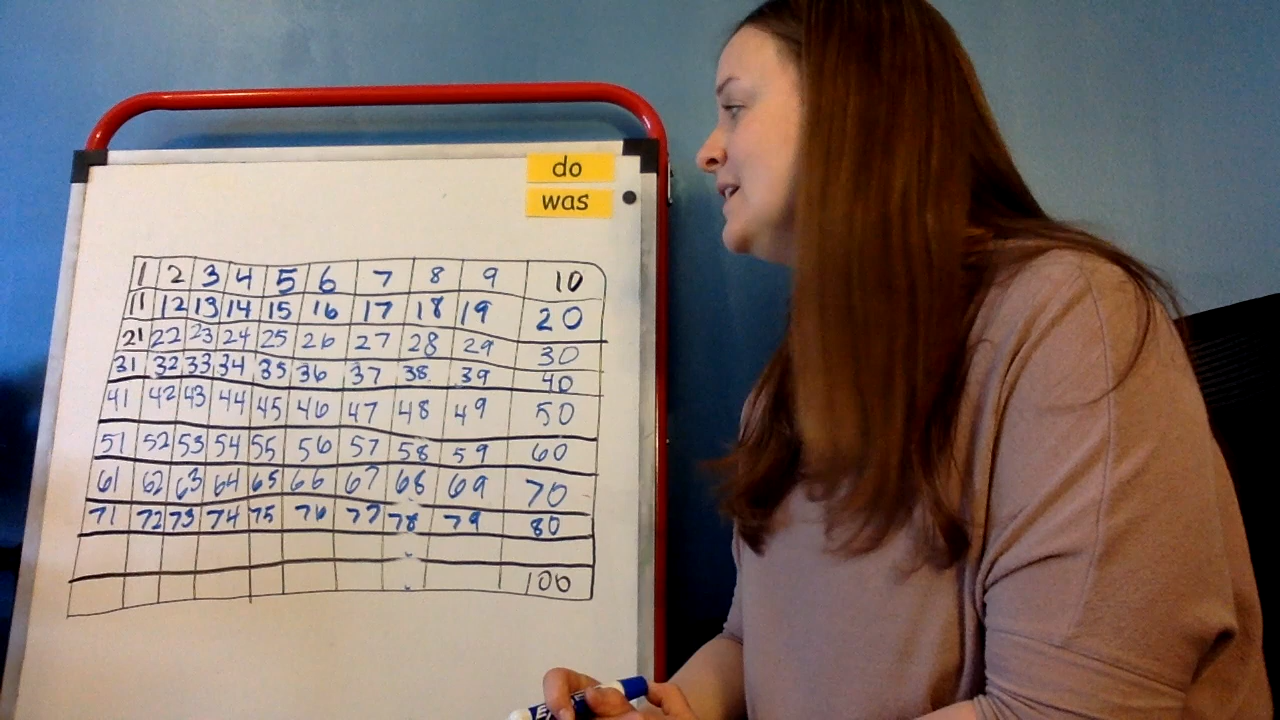 do
was
1 2 3 4 5 6 7 8 9 10
11 12 13 14 15 16 17 18 19 20
21 22 23 24 25 26 27 28 29 30
31 32 33 34 35 36 37 38 39 40
41 42 43 44 45 46 47 48 49 50
51 52 53 54 55 56 57 58 59 60
61 62 63 64 65 66 67 68 69 70
71 72 73 74 75 76 77 78 79 80
100